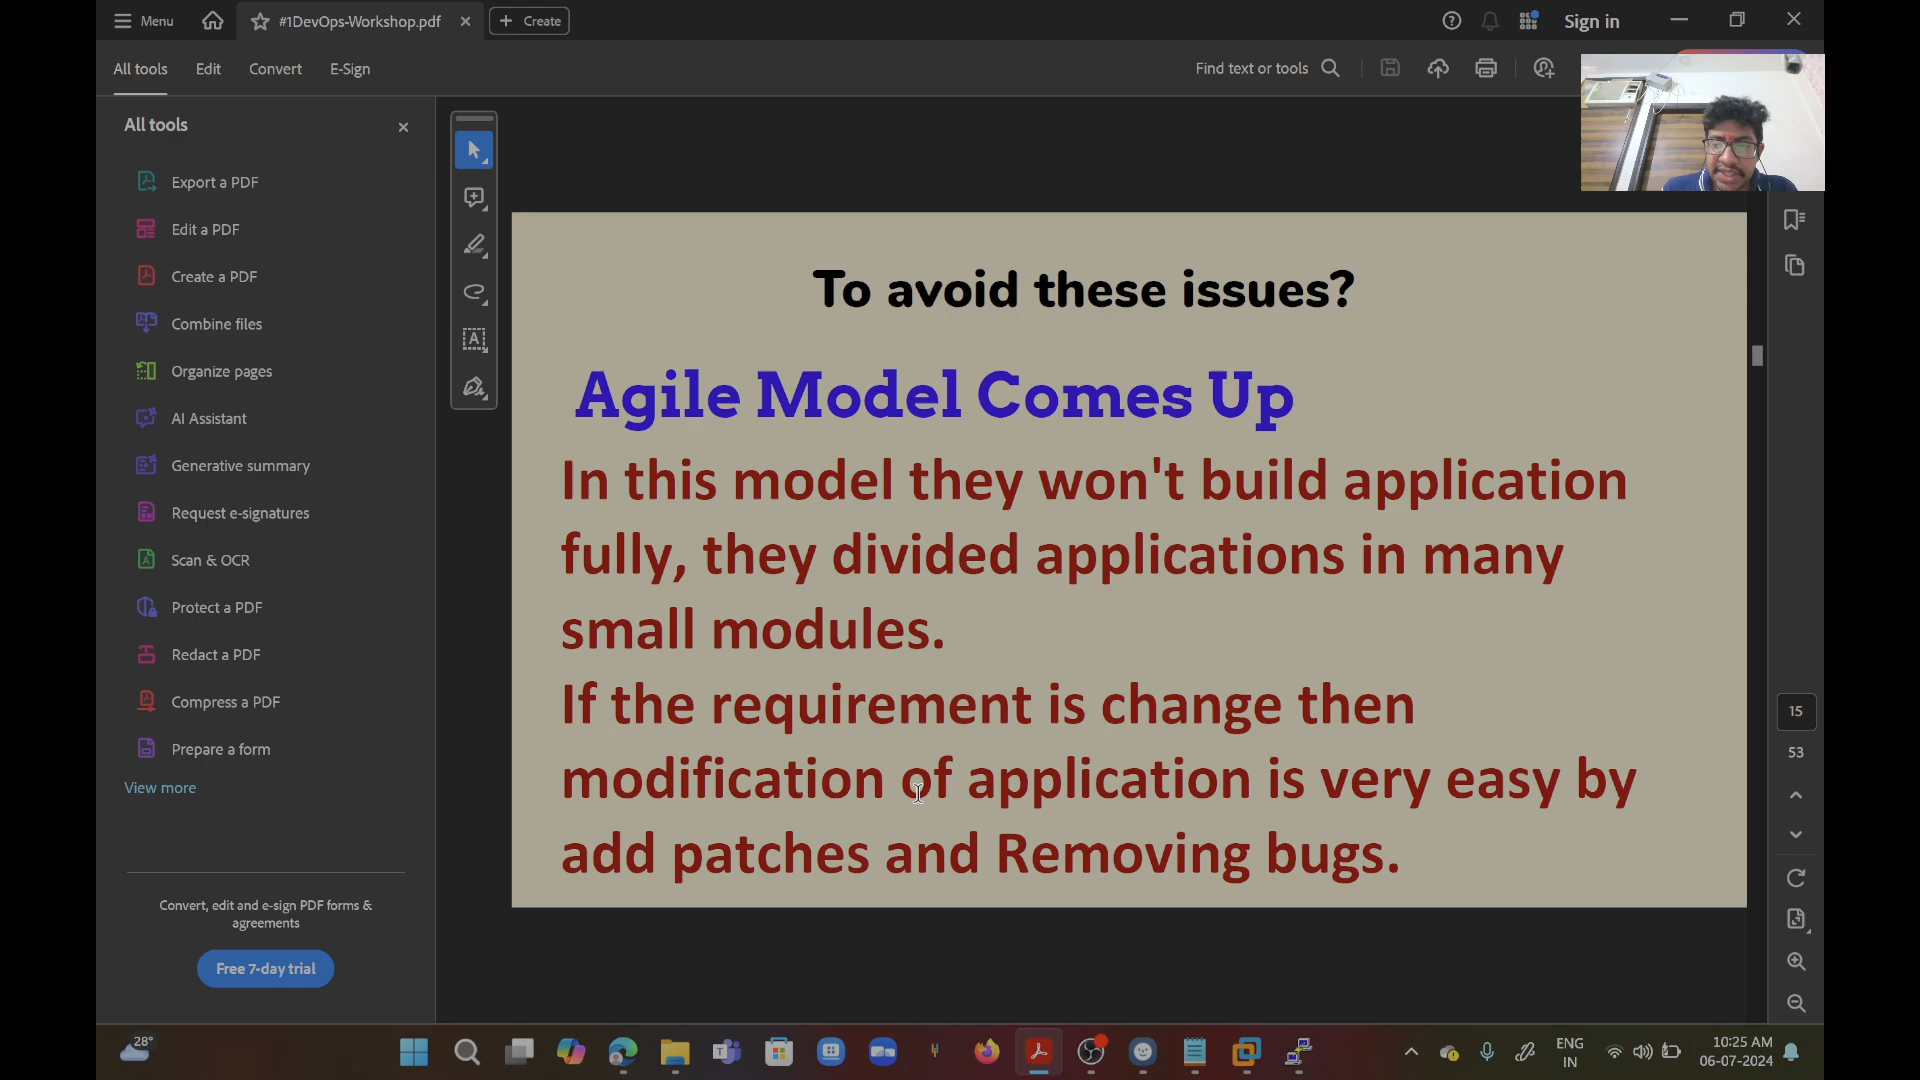 Menu
#1DevOps-Workshop.pdf
Create
Sign in
All tools
Edit
Convert
E-Sign
Find text or tools
All tools
Export a PDF
Edit a PDF
Create a PDF
Combine files
Organize pages
AI Assistant
Generative summary
Request e-signatures
Scan & OCR
Protect a PDF
Redact a PDF
Compress a PDF
Prepare a form
View more
Convert, edit and e-sign PDF forms &
agreements
Free 7-day trial
To avoid these issues?
Agile Model Comes Up
In this model they won't build application
fully, they divided applications in many
small modules.
If the requirement is change then
modification of application is very easy by
add patches and Removing bugs.
15
53
28°
ENG
IN
10:25 AM
06-07-2024